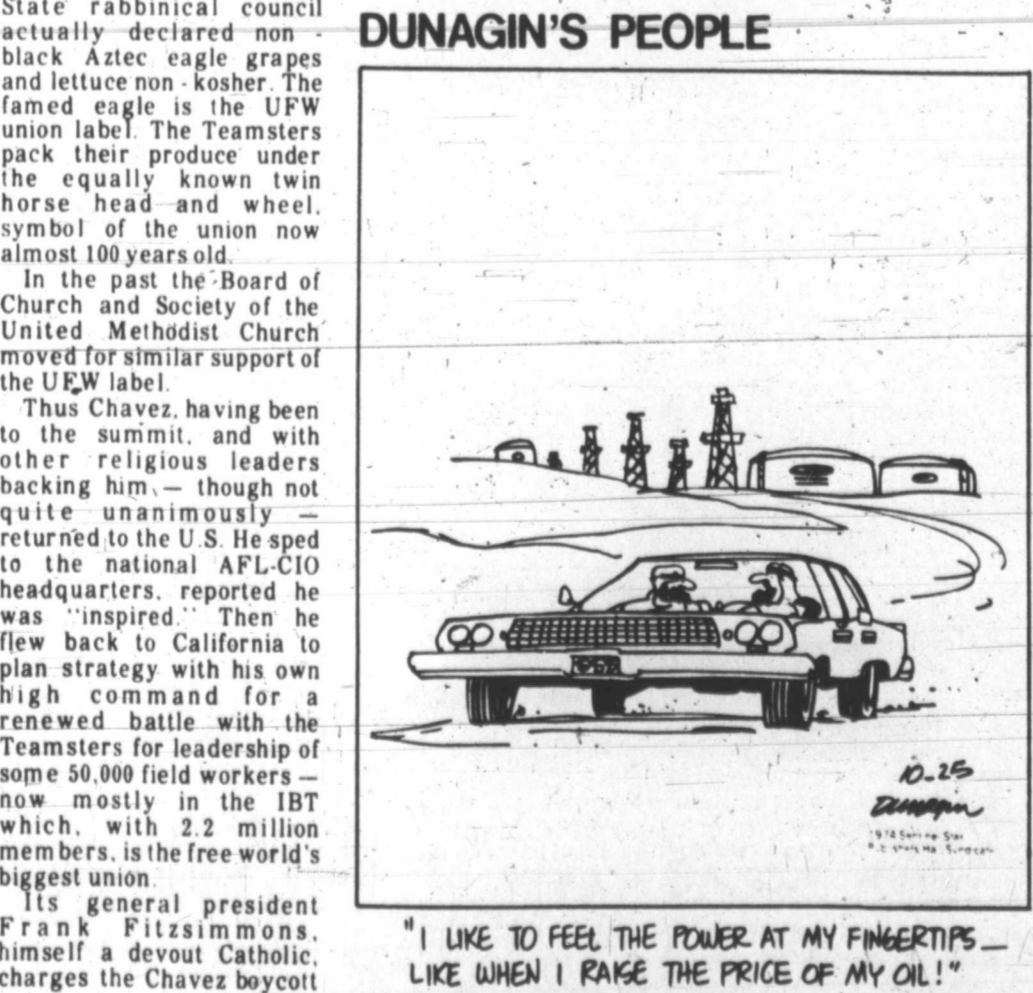 State rabbinical council
actually declared non -
black Aztec eagle grapes
and lettuce non - kosher. The
famed eagle is the UFW
union label. The Teamsters
pack their produce under
the equally known twin
horse head and wheel,
symbol of the union now
almost 100 years old.
In the past the Board of
Church and Society of the
United Methodist Church
moved for similar support of
the UFW label.
Thus Chavez, having been
to the summit, and with
other religious leaders
backing him, — though not
quite unanimously —
returned to the U.S. He sped
to the national AFL-CIO
headquarters, reported he
was "inspired." Then he
flew back to California to
plan strategy with his own
high command for a
renewed battle with the
Teamsters for leadership of
some 50,000 field workers —
now mostly in the IBT
which, with 2.2 million
members, is the free world's
biggest union.
Its general president
Frank Fitzsimmons,
himself a devout Catholic,
charges the Chavez boycott
DUNAGIN'S PEOPLE
10-25
Dunagin
"I LIKE TO FEEL THE POWER AT MY FINGERTIPS—
LIKE WHEN I RAISE THE PRICE OF MY OIL!"